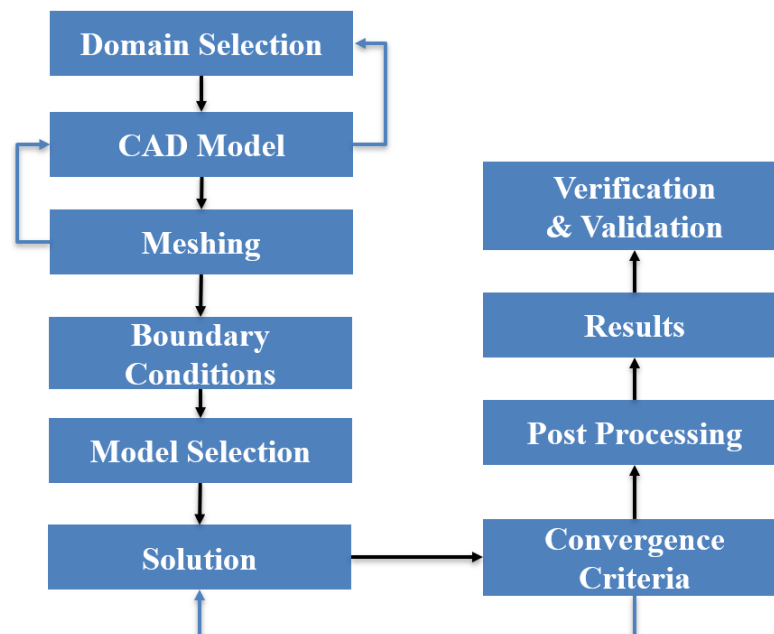 Domain Selection
CAD Model
Meshing
Boundary
Conditions
Model Selection
Solution
Verification
& Validation
Results
Post Processing
Convergence
Criteria